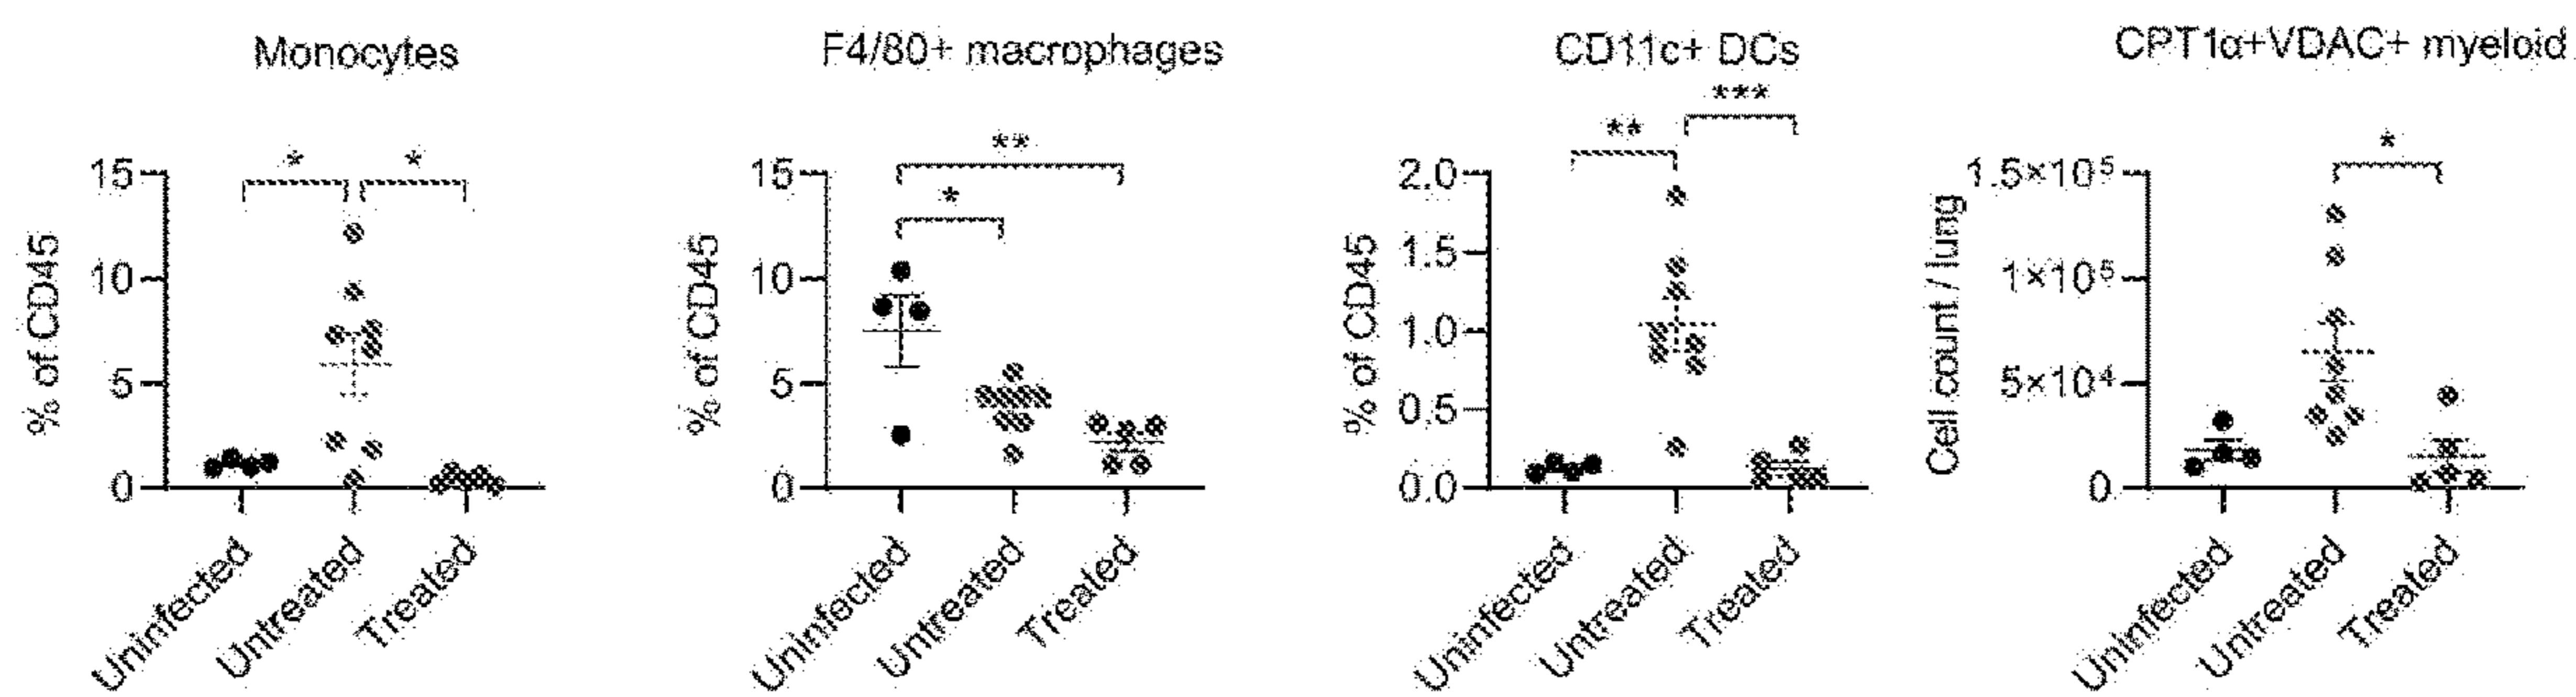 Monocytes
* *
% of CD45
15
10
5
0
Uninfected
Untreated
Treated
F4/80+ macrophages
**
*
% of CD45
15
10
5
0
Uninfected
Untreated
Treated
CD11c+ DCs
***
**
% of CD45
2.0
1.5
1.0
0.5
0.0
Uninfected
Untreated
Treated
CPT1α+VDAC+ myeloid
*
Cell count / lung
1.5×10⁵
1×10⁵
5×10⁴
0
Uninfected
Untreated
Treated